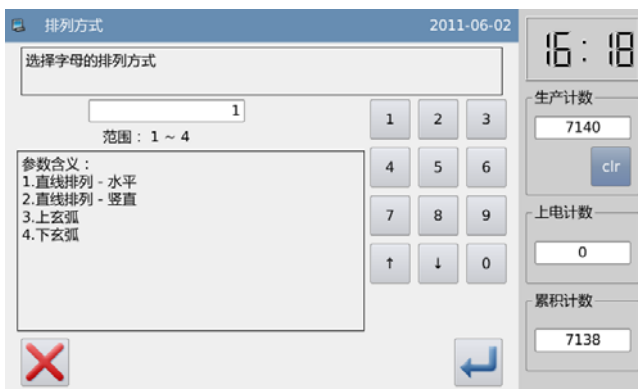 排列方式 2011-06-02
选择字母的排列方式
1
范围：1 ~ 4
参数含义：
1.直线排列 - 水平
2.直线排列 - 竖直
3.上玄弧
4.下玄弧
1 2 3
4 5 6
7 8 9
↑ ↓ 0
16:18
生产计数
7140
clr
上电计数
0
累积计数
7138